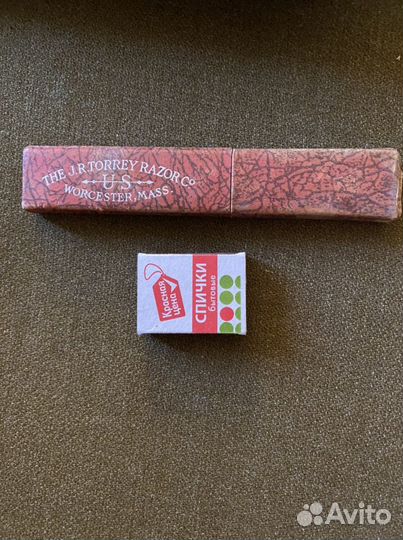 THE J.R.TORREY RAZOR Co
U S
WORCESTER, MASS.
Красная
цена
СПИЧКИ
бытовые
Avito